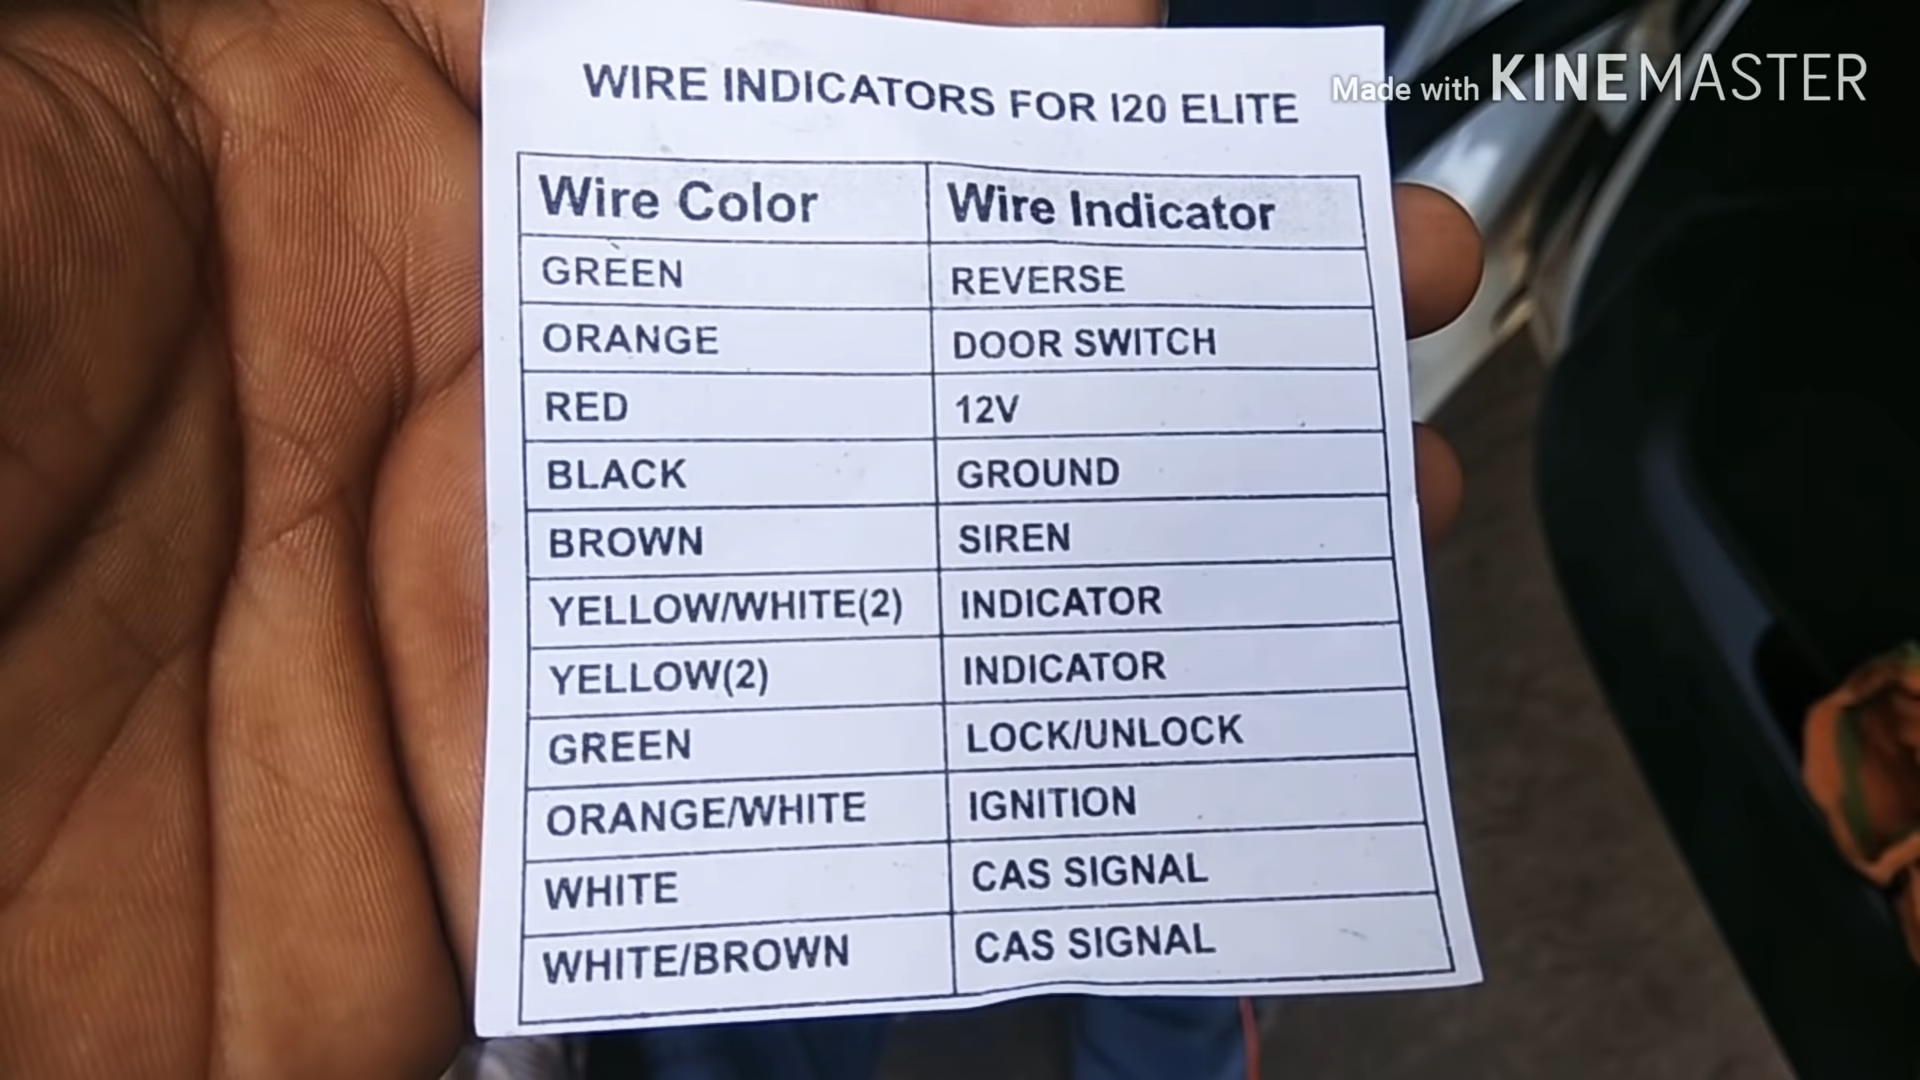 WIRE INDICATORS FOR I20 ELITE
Made with KINEMASTER
Wire Color Wire Indicator
GREEN REVERSE
ORANGE DOOR SWITCH
RED 12V
BLACK GROUND
BROWN SIREN
YELLOW/WHITE(2) INDICATOR
YELLOW(2) INDICATOR
GREEN LOCK/UNLOCK
ORANGE/WHITE IGNITION
WHITE CAS SIGNAL
WHITE/BROWN CAS SIGNAL